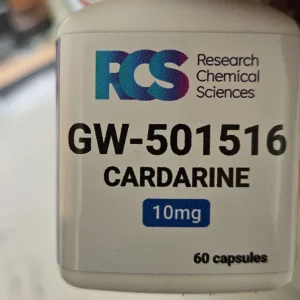 RCS
Research
Chemical
Sciences
GW-501516
CARDARINE
10mg
60 capsules